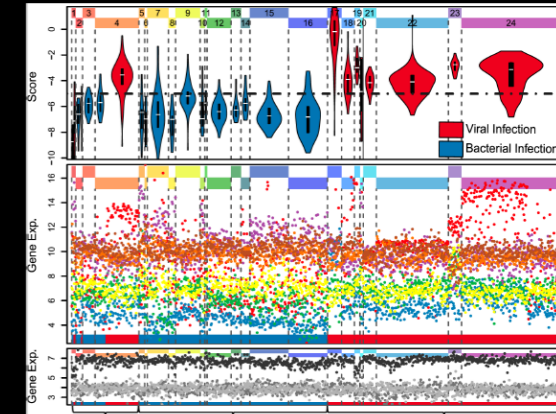 1 3 5 7 9 11 13 15 17 19 21 23
2 4 6 8 10 12 14 16 18 20 22 24
Score
0
-5
-6
-8
-10
Viral Infection
Bacterial Infection
Gene Exp.
16
14
12
10
8
6
4
Gene Exp.
7
5
3